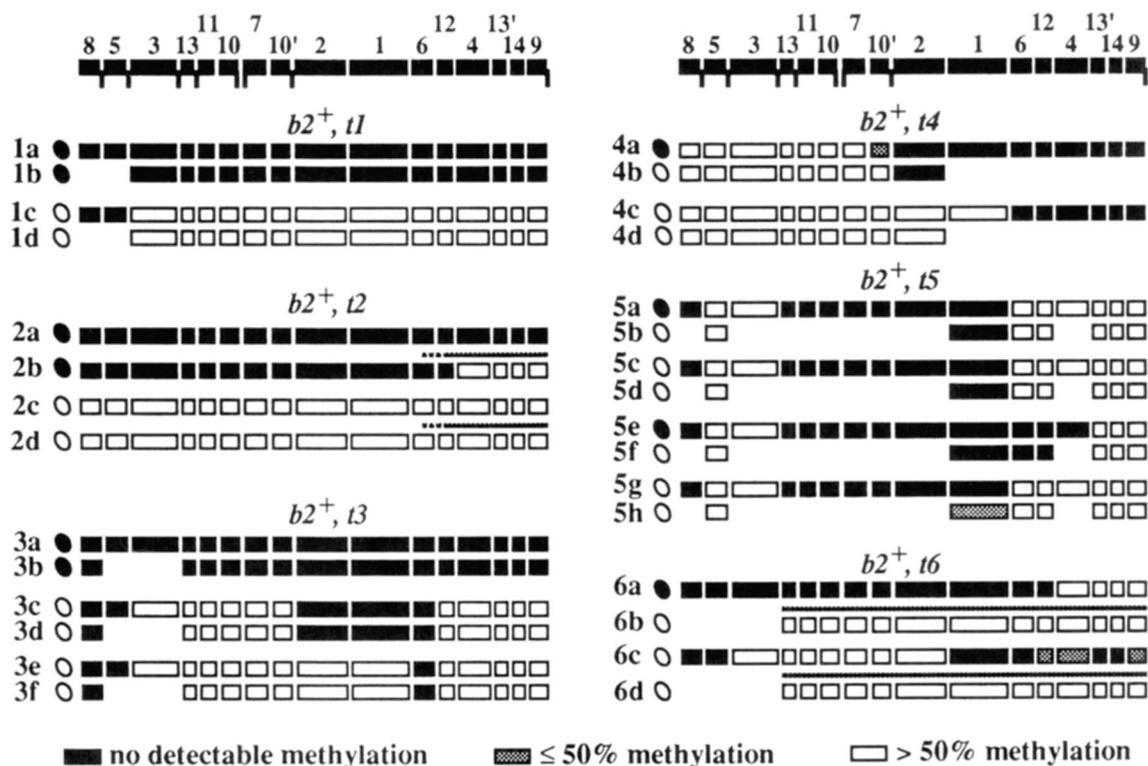 11 7 12 13'
8 5 3 13 10 10' 2 1 6 4 14 9
b2+, t1
1a
1b
1c
1d
b2+, t2
2a
2b
2c
2d
b2+, t3
3a
3b
3c
3d
3e
3f
11 7 12 13'
8 5 3 13 10 10' 2 1 6 4 14 9
b2+, t4
4a
4b
4c
4d
b2+, t5
5a
5b
5c
5d
5e
5f
5g
5h
b2+, t6
6a
6b
6c
6d
no detectable methylation ≤ 50% methylation > 50% methylation